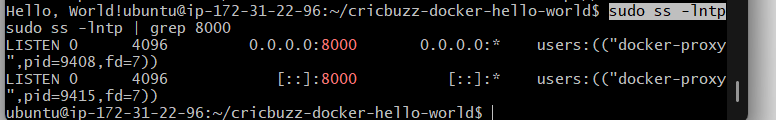 Hello, World!ubuntu@ip-172-31-22-96:~/cricbuzz-docker-hello-world$ sudo ss -lntp
sudo ss -lntp | grep 8000
LISTEN 0      4096         0.0.0.0:8000      0.0.0.0:*    users:(("docker-proxy
",pid=9408,fd=7))
LISTEN 0      4096            [::]:8000         [::]:*    users:(("docker-proxy
",pid=9415,fd=7))
ubuntu@ip-172-31-22-96:~/cricbuzz-docker-hello-world$